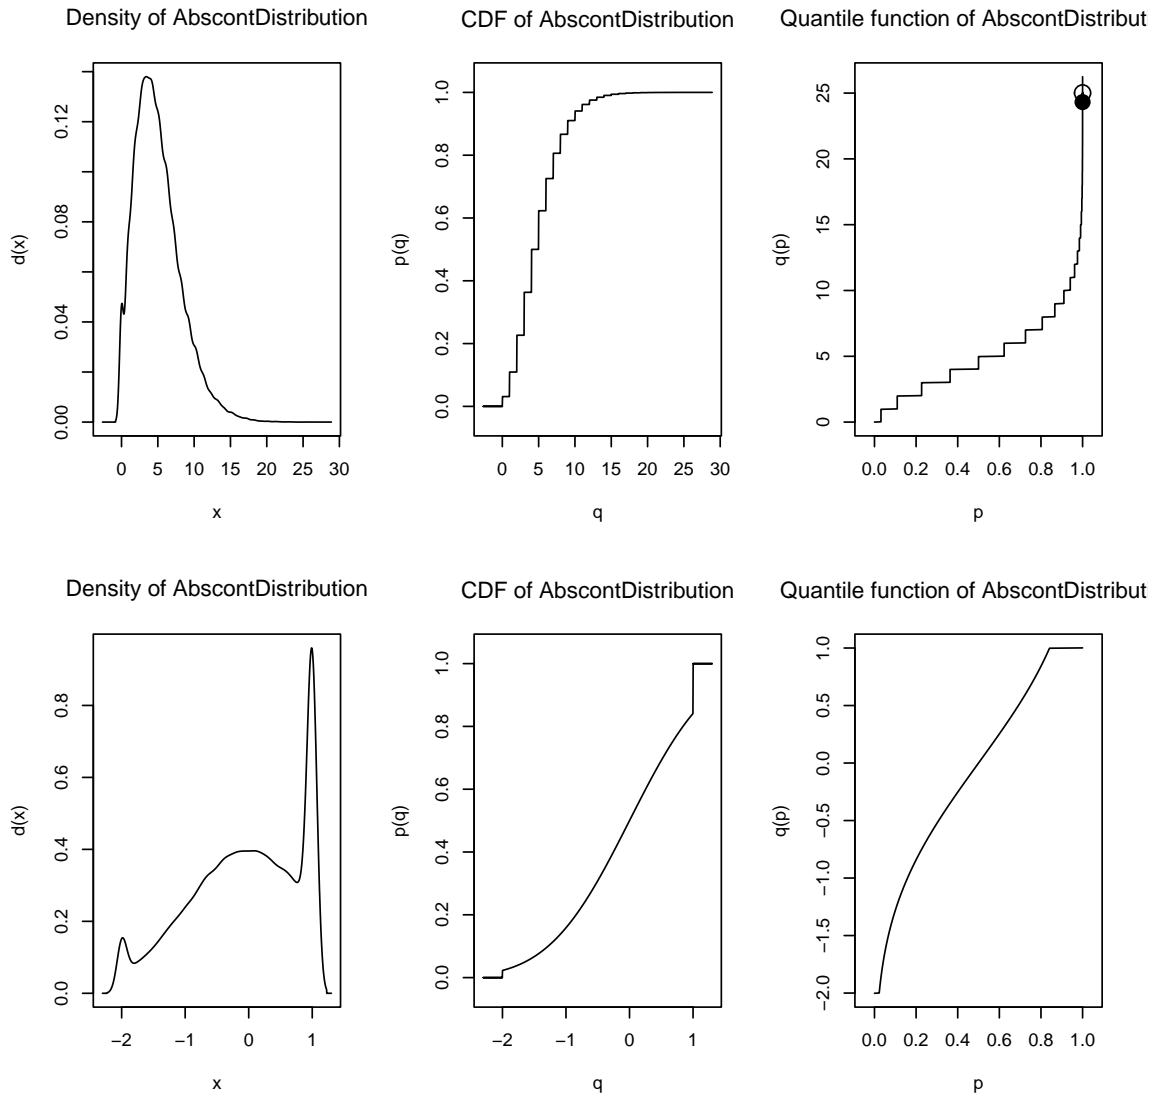 Density of AbscontDistribution
CDF of AbscontDistribution
Quantile function of AbscontDistribut
d(x)
0.00
0.04
0.08
0.12
0 5 10 15 20 25 30
x
p(q)
0.0
0.2
0.4
0.6
0.8
1.0
0 5 10 15 20 25 30
q
q(p)
0
5
10
15
20
25
0.0 0.2 0.4 0.6 0.8 1.0
p
Density of AbscontDistribution
CDF of AbscontDistribution
Quantile function of AbscontDistribut
d(x)
0.0
0.2
0.4
0.6
0.8
−2 −1 0 1
x
p(q)
0.0
0.2
0.4
0.6
0.8
1.0
−2 −1 0 1
q
q(p)
−2.0
−1.5
−1.0
−0.5
0.0
0.5
1.0
0.0 0.2 0.4 0.6 0.8 1.0
p